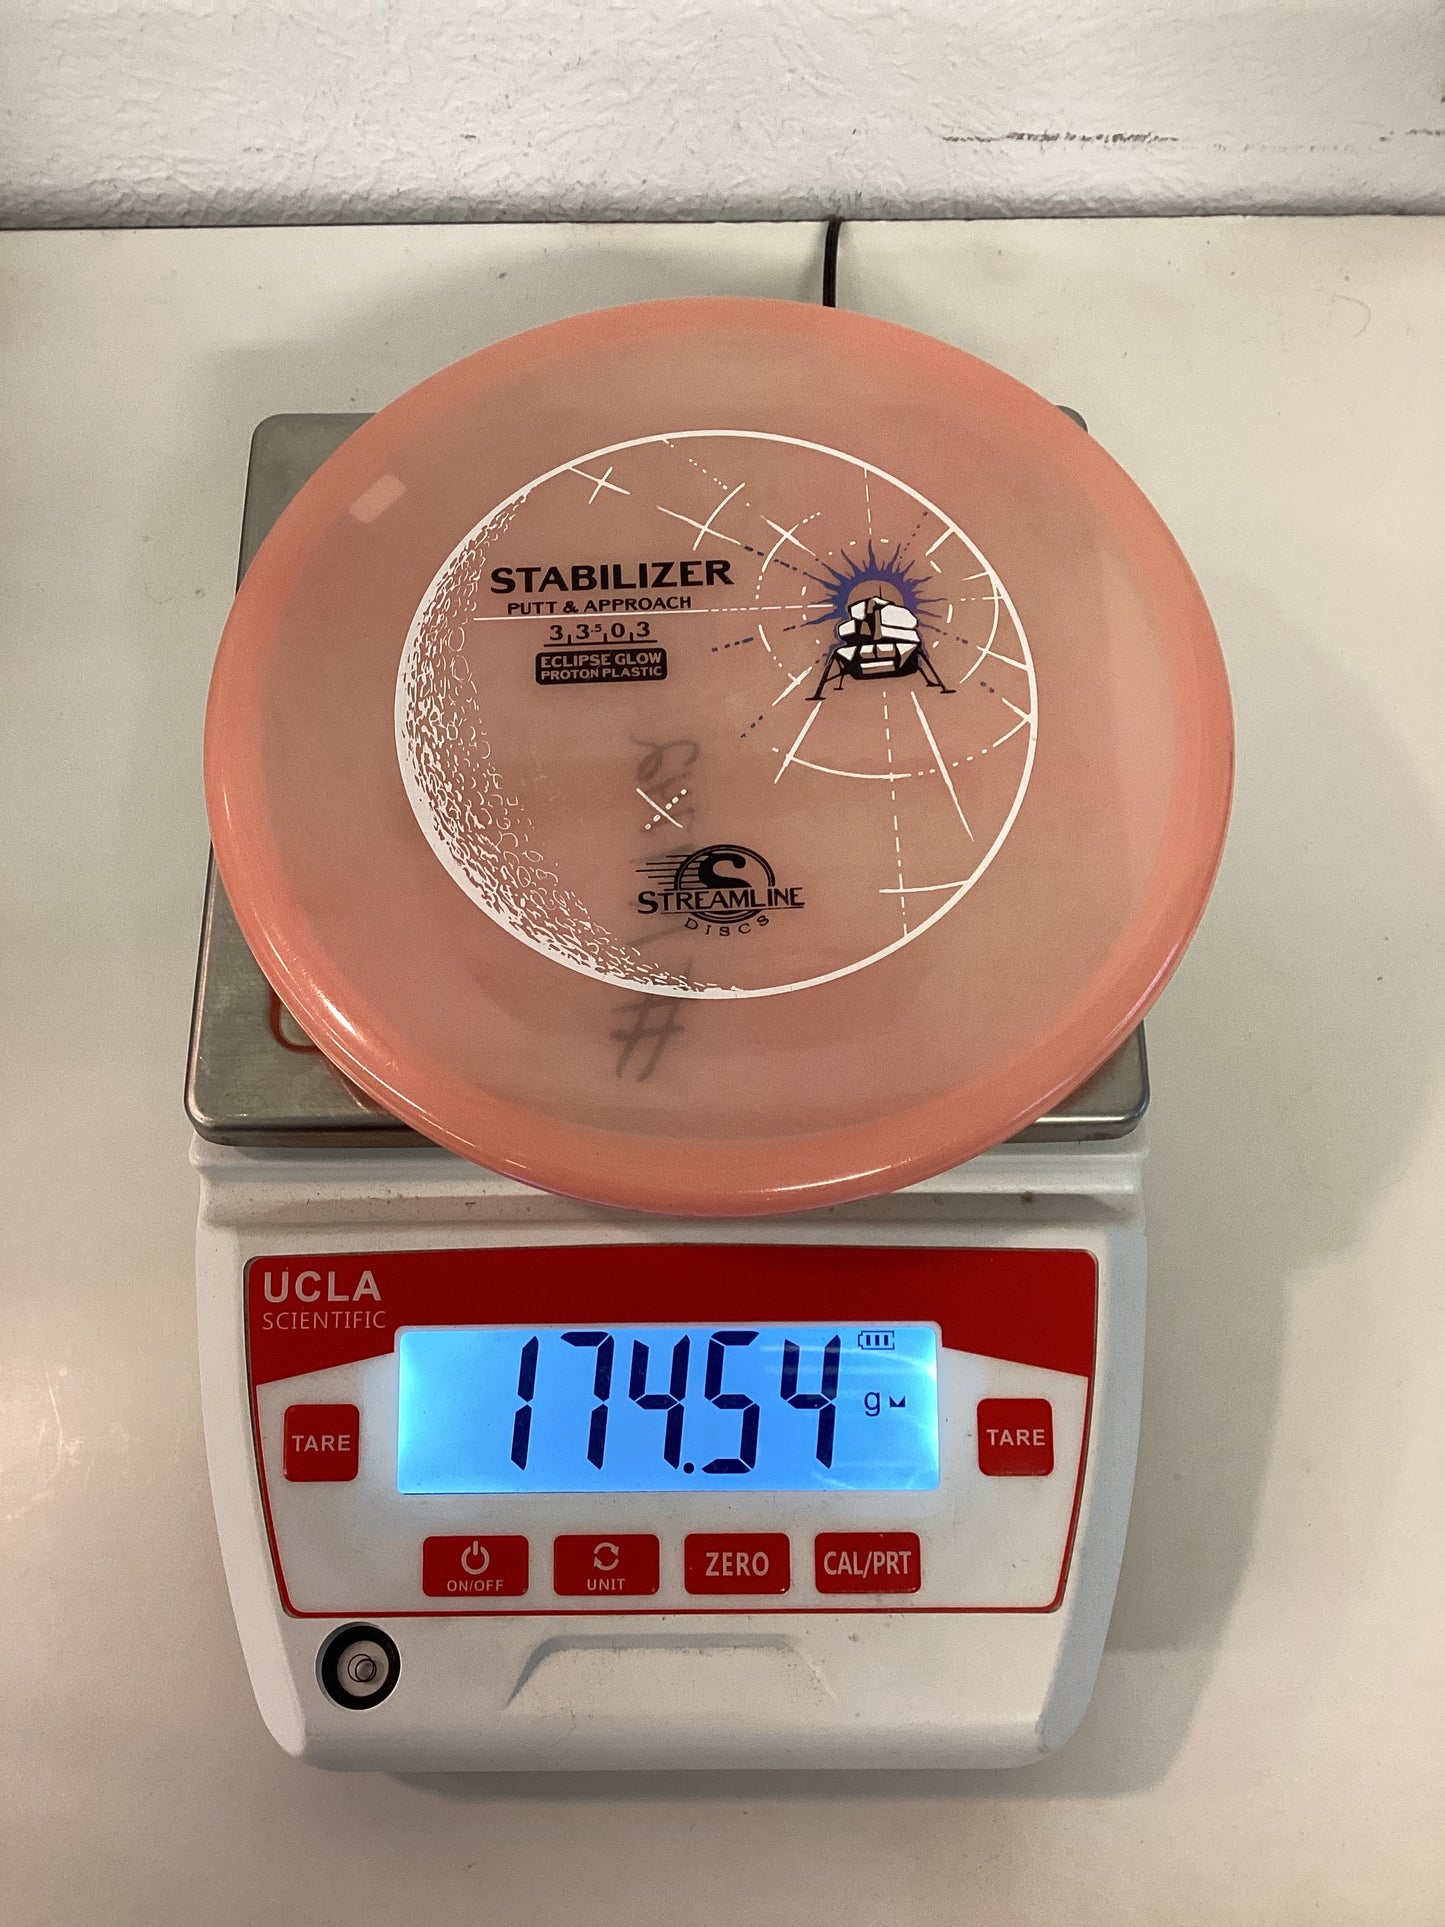 STABILIZER
PUTT & APPROACH
3 3.5 0 3
ECLIPSE GLOW
PROTON PLASTIC
STREAMLINE
DISCS
#
UCLA
SCIENTIFIC
174.54 g
TARE
TARE
ON/OFF
UNIT
ZERO
CAL/PRT